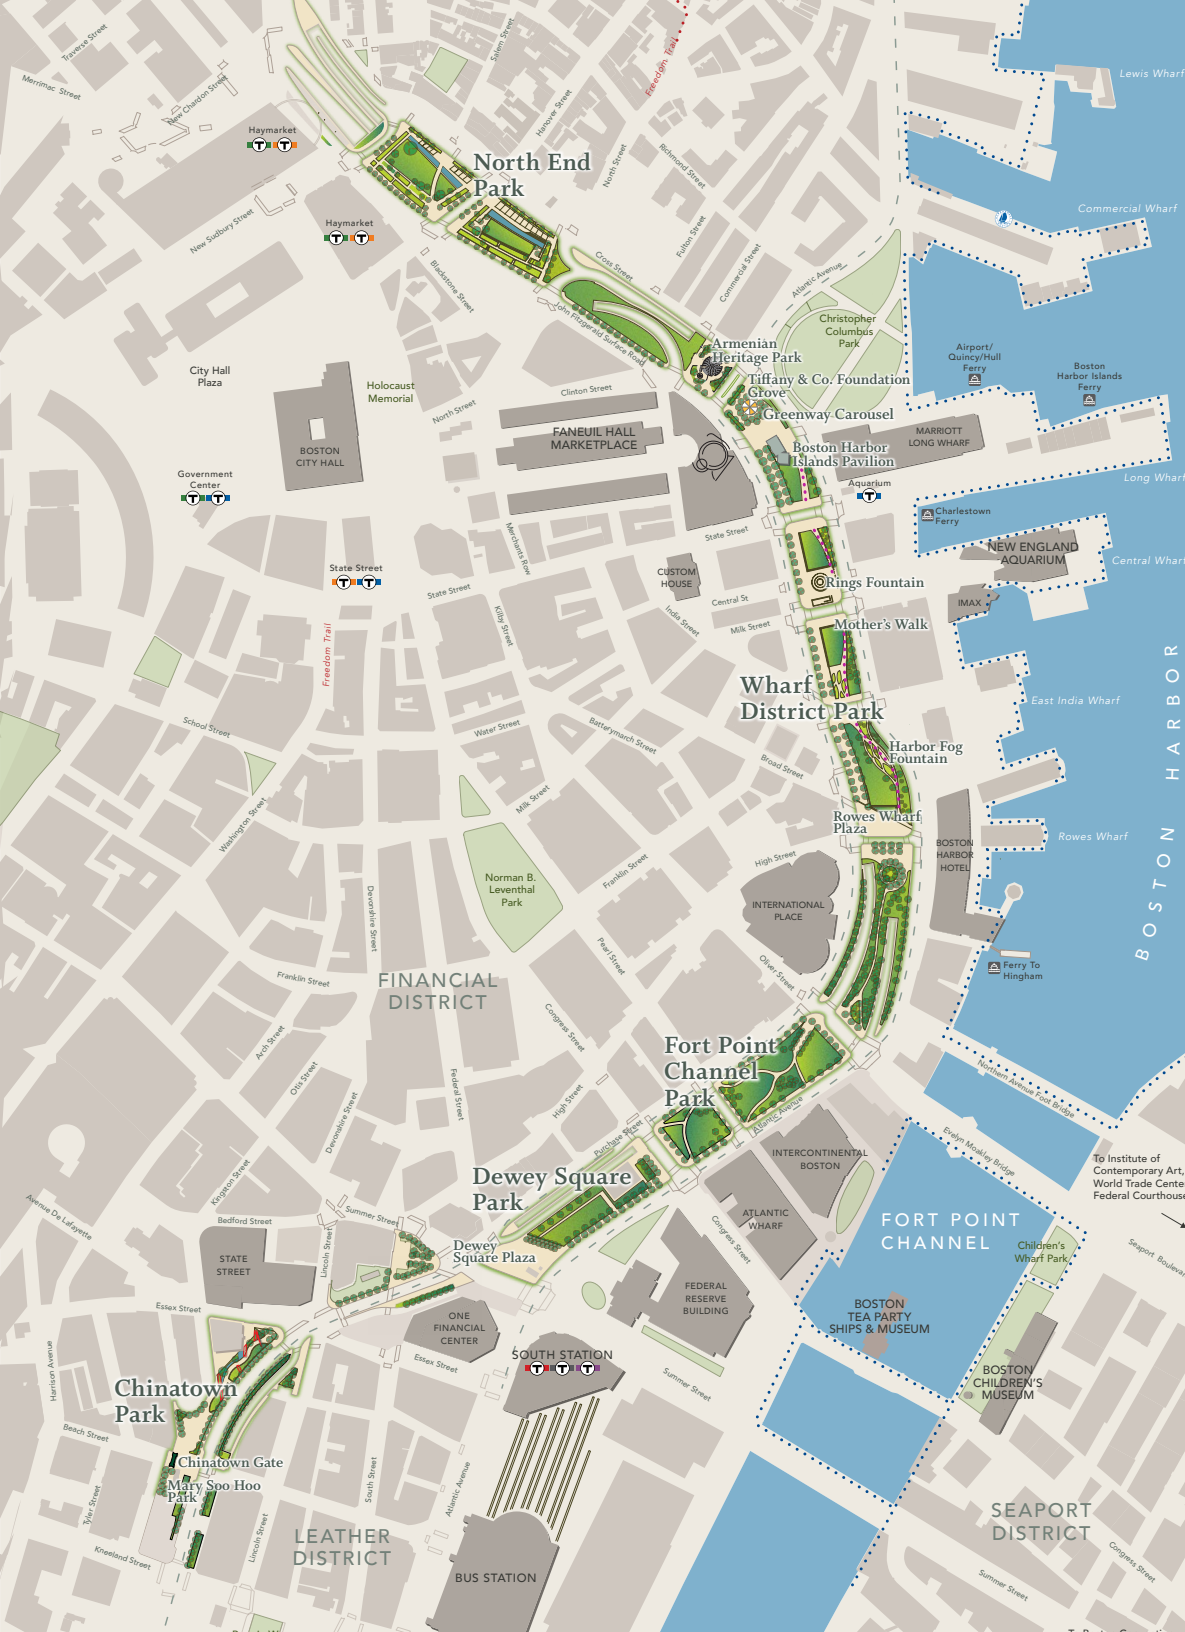 Traverse Street
Merrimac Street
New Chardon Street
Salem Street
Hanover Street
Freedom Trail
Lewis Wharf
Haymarket
T T
North End
Park
North Street
Richmond Street
Commercial Wharf
Haymarket
T T
New Sudbury Street
Blackstone Street
Cross Street
Fulton Street
Commercial Street
Atlantic Avenue
John Fitzgerald Surface Road
Christopher
Columbus
Park
Armenian
Heritage Park
Airport/
Quincy/Hull
Ferry
Boston
Harbor Islands
Ferry
City Hall
Plaza
Holocaust
Memorial
Clinton Street
Tiffany & Co. Foundation
Grove
Greenway Carousel
North Street
FANEUIL HALL
MARKETPLACE
MARRIOTT
LONG WHARF
BOSTON
CITY HALL
Boston Harbor
Islands Pavilion
Government
Center
T T
Aquarium
T
Long Wharf
Charlestown
Ferry
Merchants Row
State Street
NEW ENGLAND
AQUARIUM
Central Wharf
State Street
T T
CUSTOM
HOUSE
Rings Fountain
State Street
Central St
IMAX
Kilby Street
India Street
Milk Street
Mother's Walk
Freedom Trail
Wharf
District Park
East India Wharf
BOSTON HARBOR
School Street
Water Street
Batterymarch Street
Broad Street
Harbor Fog
Fountain
Washington Street
Milk Street
Rowes Wharf
Plaza
Rowes Wharf
High Street
BOSTON
HARBOR
HOTEL
Norman B.
Leventhal
Park
Franklin Street
Devonshire Street
INTERNATIONAL
PLACE
Pearl Street
Oliver Street
Ferry To
Hingham
FINANCIAL
DISTRICT
Franklin Street
Arch Street
Congress Street
Fort Point
Channel
Park
Otis Street
Federal Street
High Street
Northern Avenue Foot Bridge
Devonshire Street
Purchase Street
Atlantic Avenue
Evelyn Moakley Bridge
INTERCONTINENTAL
BOSTON
To Institute of
Contemporary Art,
World Trade Cente
Federal Courthouse
Kingston Street
Dewey Square
Park
Avenue De Lafayette
Bedford Street
Summer Street
ATLANTIC
WHARF
FORT POINT
CHANNEL
Congress Street
Children's
Wharf Park
Seaport Boulevar
Lincoln Street
Dewey
Square Plaza
STATE
STREET
FEDERAL
RESERVE
BUILDING
BOSTON
TEA PARTY
SHIPS & MUSEUM
Essex Street
ONE
FINANCIAL
CENTER
SOUTH STATION
T T T
Essex Street
Harrison Avenue
BOSTON
CHILDREN'S
MUSEUM
Summer Street
Chinatown
Park
Beach Street
Chinatown Gate
Mary Soo Hoo
Park
Tyler Street
South Street
Atlantic Avenue
Lincoln Street
SEAPORT
DISTRICT
LEATHER
DISTRICT
Kneeland Street
BUS STATION
Congress Street
Summer Street